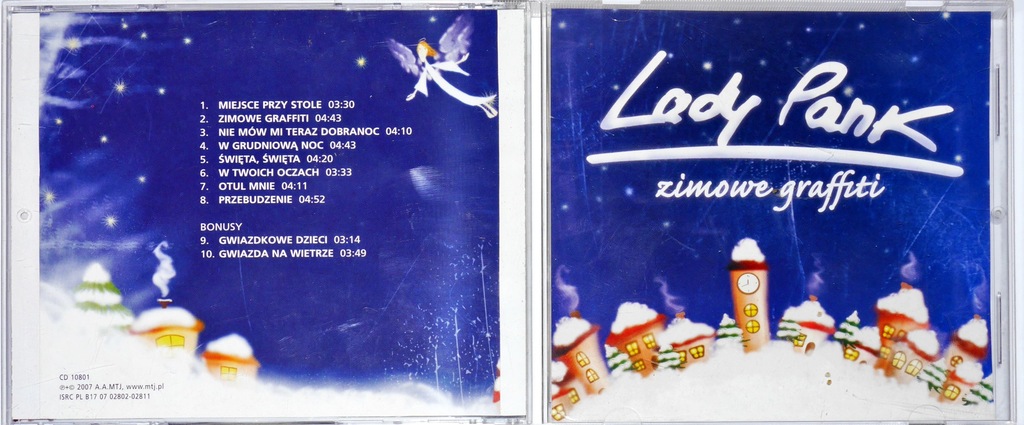 1. MIEJSCE PRZY STOLE 03:30
2. ZIMOWE GRAFFITI 04:43
3. NIE MÓW MI TERAZ DOBRANOC 04:10
4. W GRUDNIOWĄ NOC 04:43
5. ŚWIĘTA, ŚWIĘTA 04:20
6. W TWOICH OCZACH 03:33
7. OTUL MNIE 04:11
8. PRZEBUDZENIE 04:52
BONUSY
9. GWIAZDKOWE DZIECI 03:14
10. GWIAZDA NA WIETRZE 03:49
CD 10801
℗+© 2007 A.A.MTJ, www.mtj.pl
ISRC PL B17 07 02802-02811
Lady Pank
zimowe graffiti